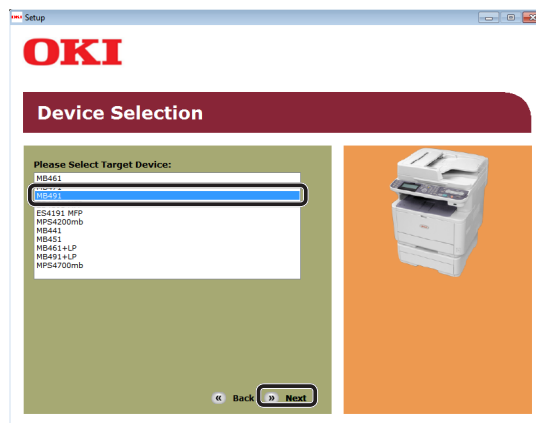 Setup
OKI
Device Selection
Please Select Target Device:
MB461
MB471
MB491
ES4191 MFP
MPS4200mb
MB441
MB451
MB461+LP
MB491+LP
MPS4700mb
Back
Next